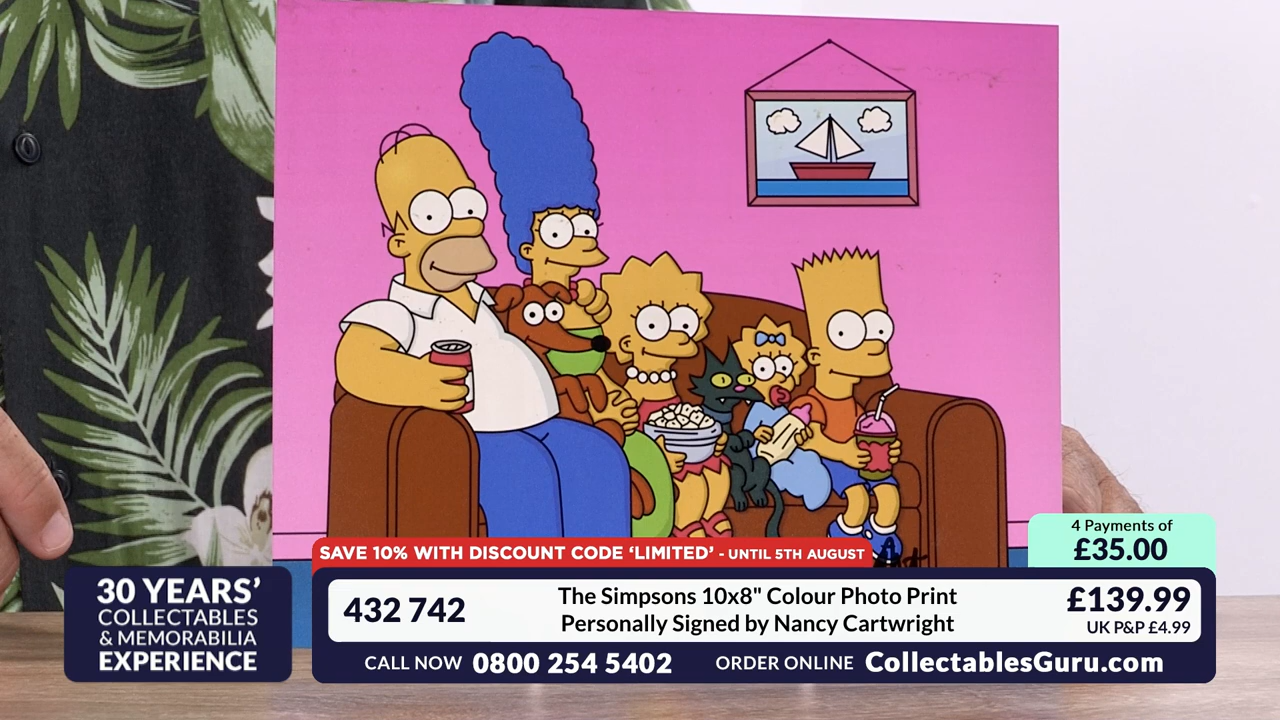 SAVE 10% WITH DISCOUNT CODE ‘LIMITED’ - UNTIL 5TH AUGUST
4 Payments of
£35.00
30 YEARS’
COLLECTABLES
& MEMORABILIA
EXPERIENCE
432 742
The Simpsons 10x8" Colour Photo Print
Personally Signed by Nancy Cartwright
£139.99
UK P&P £4.99
CALL NOW 0800 254 5402
ORDER ONLINE CollectablesGuru.com